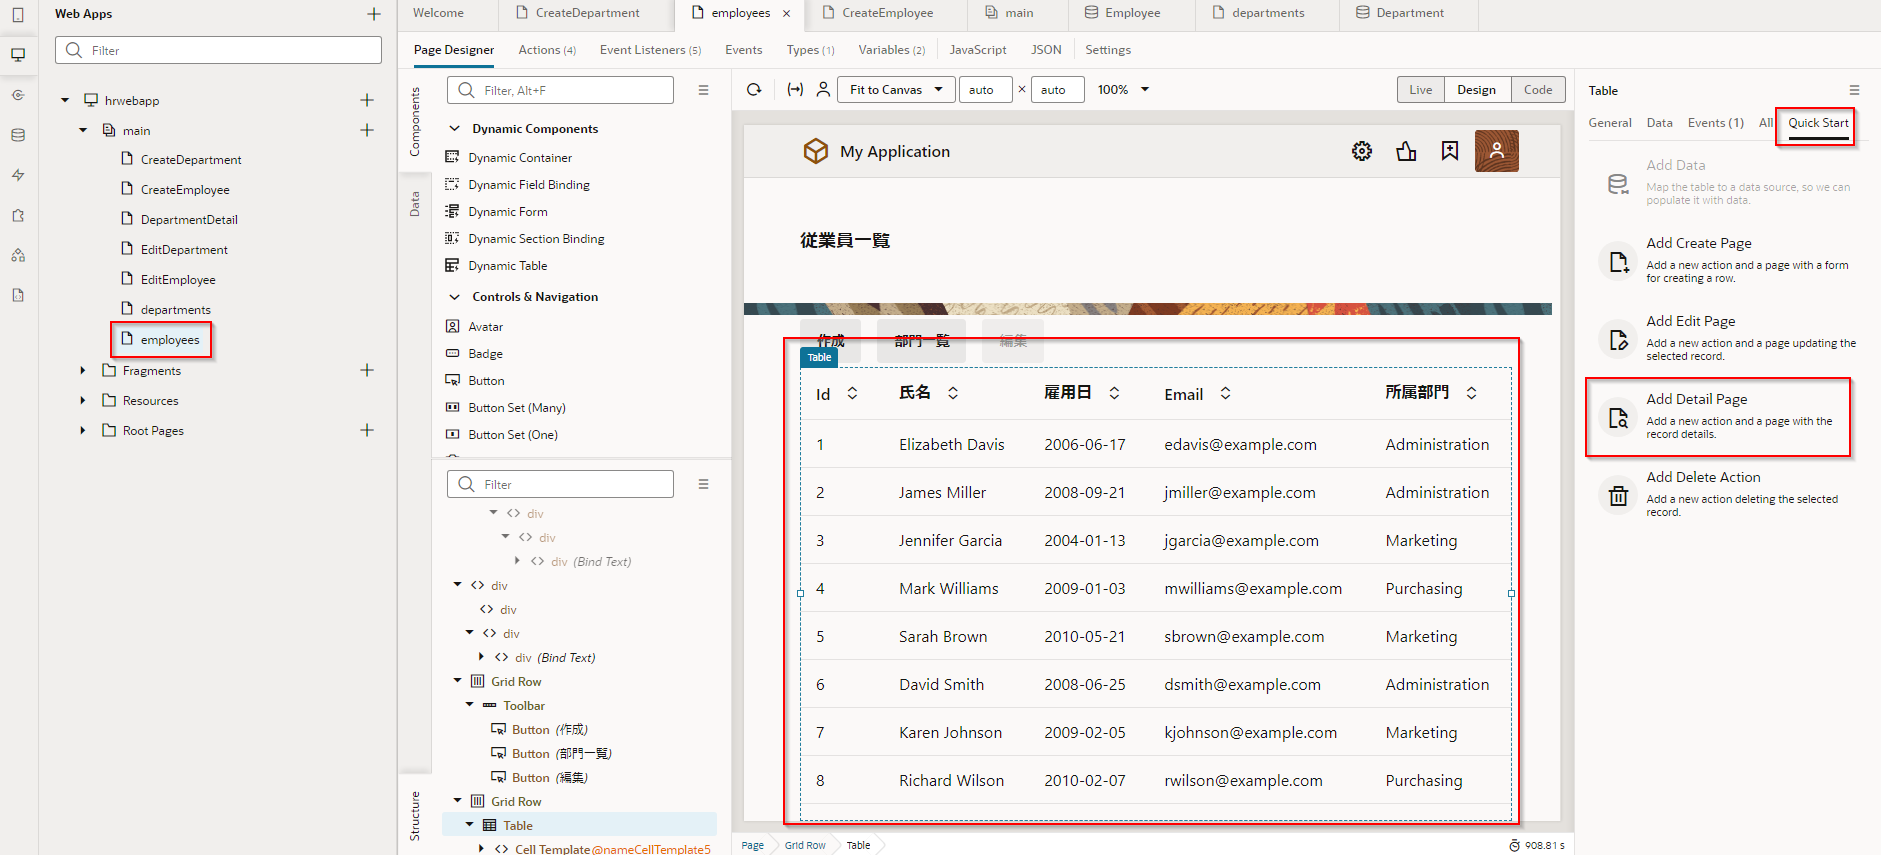 Web Apps
Filter
hrwebapp
main
CreateDepartment
CreateEmployee
DepartmentDetail
EditDepartment
EditEmployee
departments
employees
Fragments
Resources
Root Pages
Welcome
CreateDepartment
employees
CreateEmployee
main
Employee
departments
Department
Page Designer
Actions (4)
Event Listeners (5)
Events
Types (1)
Variables (2)
JavaScript
JSON
Settings
Components
Data
Structure
Filter, Alt+F
Dynamic Components
Dynamic Container
Dynamic Field Binding
Dynamic Form
Dynamic Section Binding
Dynamic Table
Controls & Navigation
Avatar
Badge
Button
Button Set (Many)
Button Set (One)
Filter
div
div
div (Bind Text)
div
div
div
div (Bind Text)
Grid Row
Toolbar
Button (作成)
Button (部門一覧)
Button (編集)
Grid Row
Table
Cell Template @nameCellTemplate5
Fit to Canvas
auto × auto
100%
Live Design Code
My Application
従業員一覧
作成 部門一覧 編集
Table
Id 氏名 雇用日 Email 所属部門
1 Elizabeth Davis 2006-06-17 edavis@example.com Administration
2 James Miller 2008-09-21 jmiller@example.com Administration
3 Jennifer Garcia 2004-01-13 jgarcia@example.com Marketing
4 Mark Williams 2009-01-03 mwilliams@example.com Purchasing
5 Sarah Brown 2010-05-21 sbrown@example.com Marketing
6 David Smith 2008-06-25 dsmith@example.com Administration
7 Karen Johnson 2009-02-05 kjohnson@example.com Marketing
8 Richard Wilson 2010-02-07 rwilson@example.com Purchasing
Page Grid Row Table
908.81 s
Table
General Data Events (1) All Quick Start
Add Data
Map the table to a data source, so we can
populate it with data.
Add Create Page
Add a new action and a page with a form
for creating a row.
Add Edit Page
Add a new action and a page updating the
selected record.
Add Detail Page
Add a new action and a page with the
record details.
Add Delete Action
Add a new action deleting the selected
record.